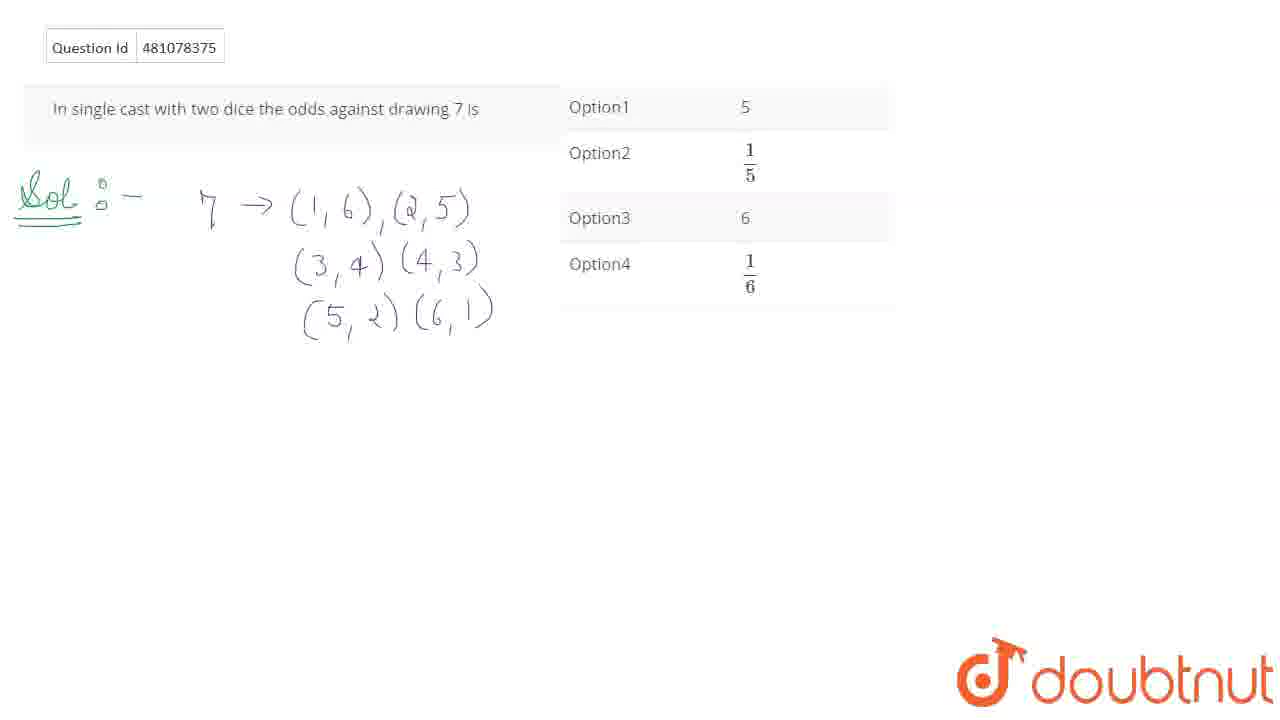 Question Id 481078375
In single cast with two dice the odds against drawing 7 is
Option1 5
Option2 1/5
Option3 6
Option4 1/6
Sol :-
7 → (1, 6), (2, 5)
(3, 4) (4, 3)
(5, 2) (6, 1)
doubtnut